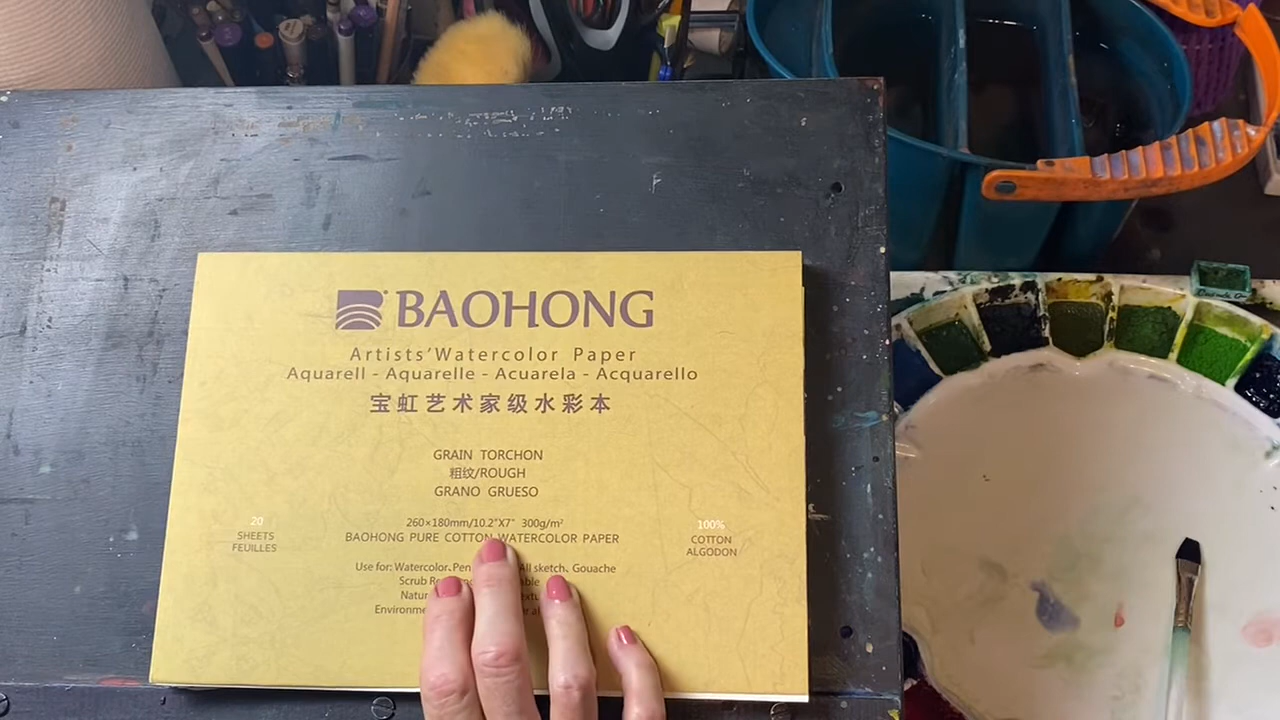 BAOHONG
Artists'Watercolor Paper
Aquarell - Aquarelle - Acuarela - Acquarello
宝虹艺术家级水彩本
GRAIN TORCHON
粗纹/ROUGH
GRANO GRUESO
260×180mm/10.2"X7" 300g/m²
BAOHONG PURE COTTON WATERCOLOR PAPER
20
SHEETS
FEUILLES
100%
COTTON
ALGODON
Use for: Watercolor、Pen All sketch、Gouache
Scrub